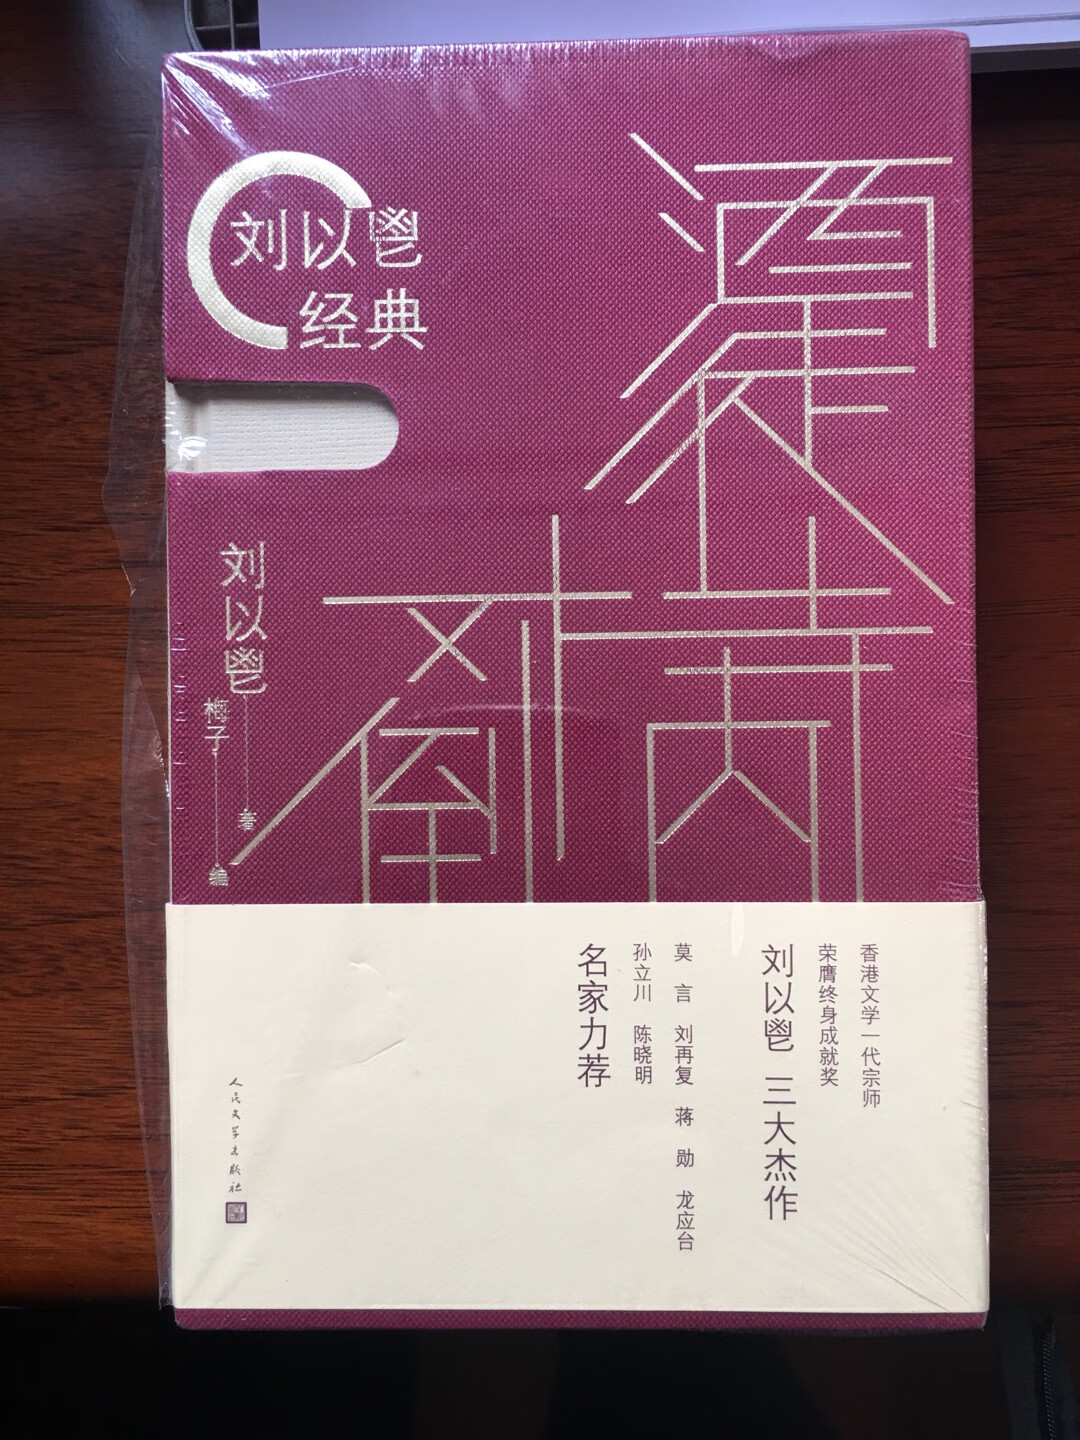 刘以鬯
经典
酒徒
寺内
对倒
刘以鬯 著
梅子 编
香港文学一代宗师
荣膺终身成就奖
刘以鬯 三大杰作
莫言 刘再复 蒋勋 龙应台
孙立川 陈晓明
名家力荐
人民文学出版社